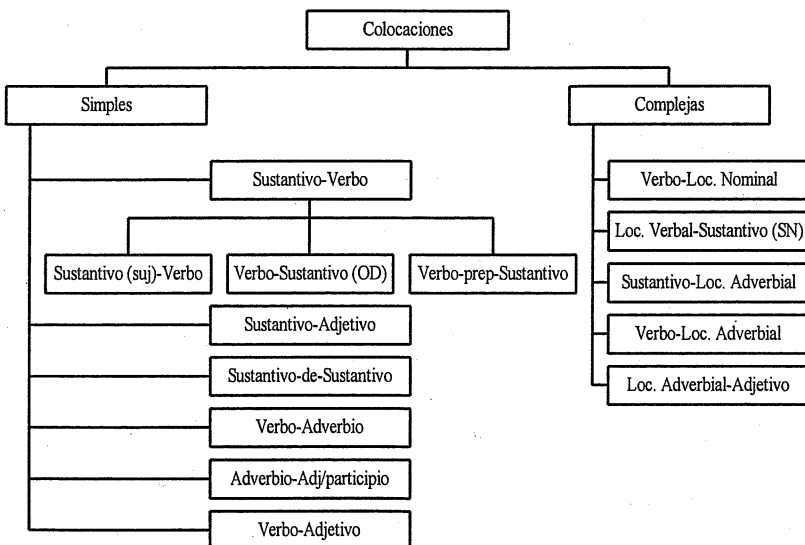 Colocaciones
Simples
Complejas
Sustantivo-Verbo
Sustantivo (suj)-Verbo
Verbo-Sustantivo (OD)
Verbo-prep-Sustantivo
Sustantivo-Adjetivo
Sustantivo-de-Sustantivo
Verbo-Adverbio
Adverbio-Adj/participio
Verbo-Adjetivo
Verbo-Loc. Nominal
Loc. Verbal-Sustantivo (SN)
Sustantivo-Loc. Adverbial
Verbo-Loc. Adverbial
Loc. Adverbial-Adjetivo